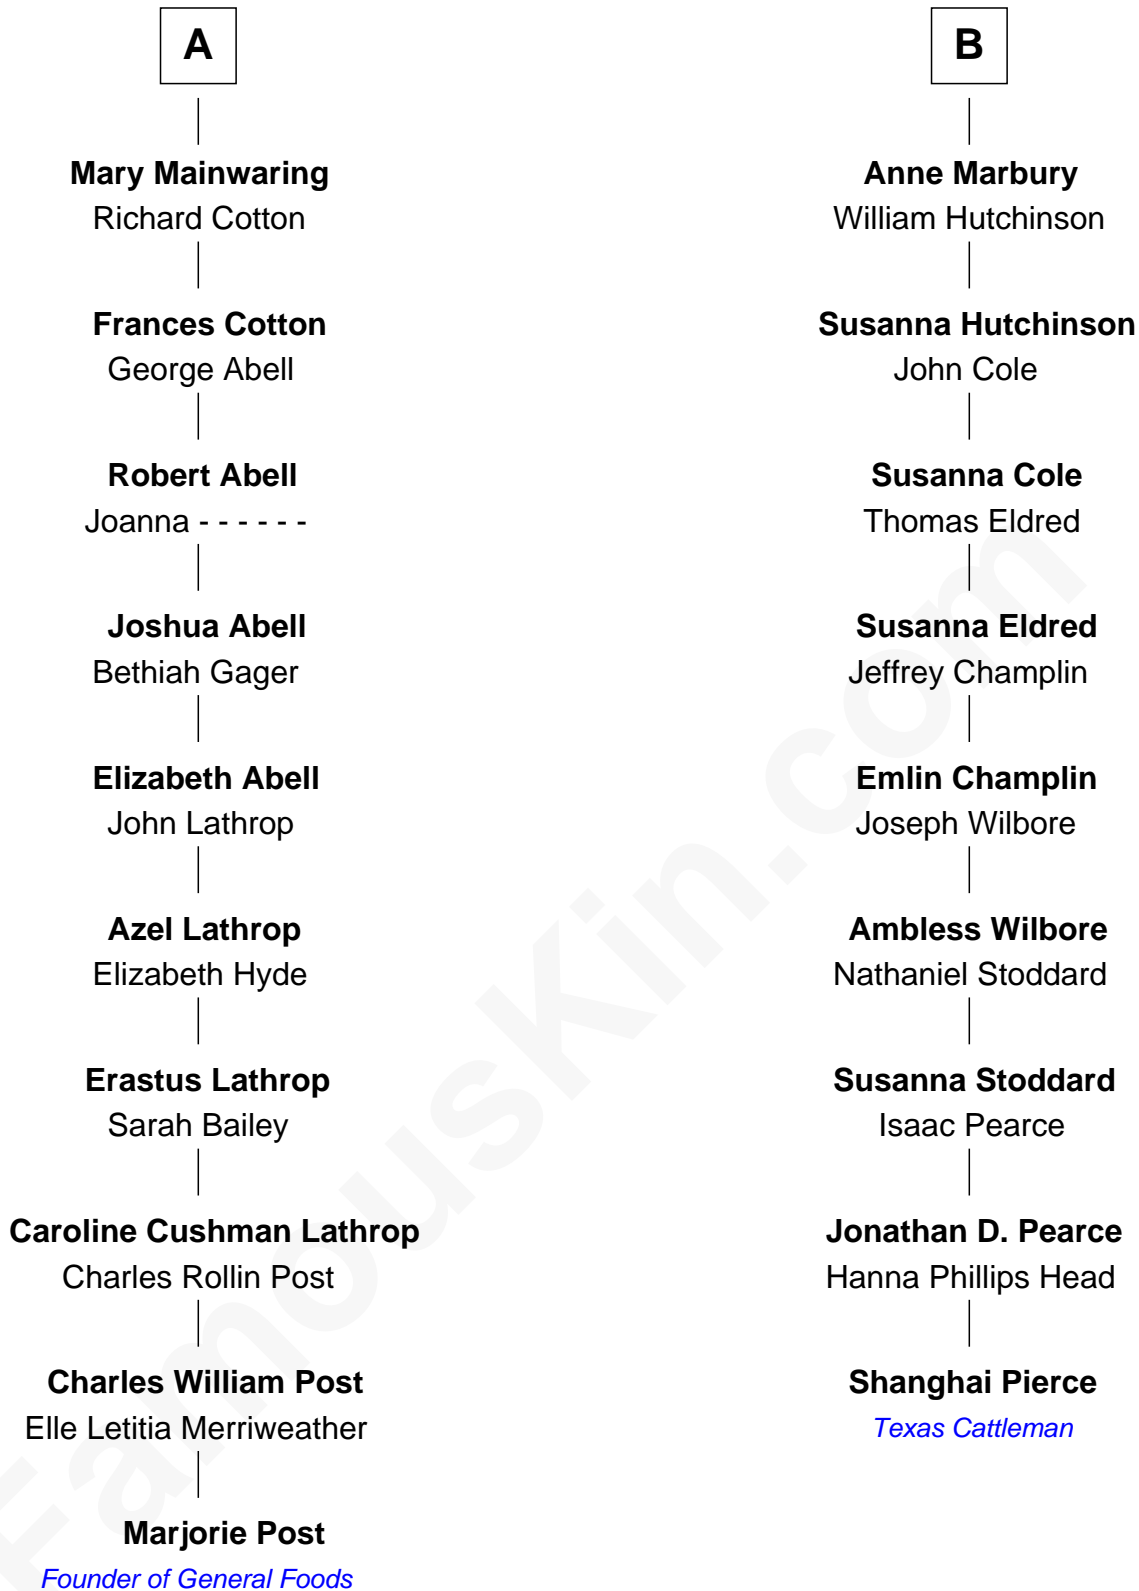 A
Mary Mainwaring
Richard Cotton
Frances Cotton
George Abell
Robert Abell
Joanna - - - - - -
Joshua Abell
Bethiah Gager
Elizabeth Abell
John Lathrop
Azel Lathrop
Elizabeth Hyde
Erastus Lathrop
Sarah Bailey
Caroline Cushman Lathrop
Charles Rollin Post
Charles William Post
Elle Letitia Merriweather
Marjorie Post
Founder of General Foods
B
Anne Marbury
William Hutchinson
Susanna Hutchinson
John Cole
Susanna Cole
Thomas Eldred
Susanna Eldred
Jeffrey Champlin
Emlin Champlin
Joseph Wilbore
Ambless Wilbore
Nathaniel Stoddard
Susanna Stoddard
Isaac Pearce
Jonathan D. Pearce
Hanna Phillips Head
Shanghai Pierce
Texas Cattleman
FamousKin.com